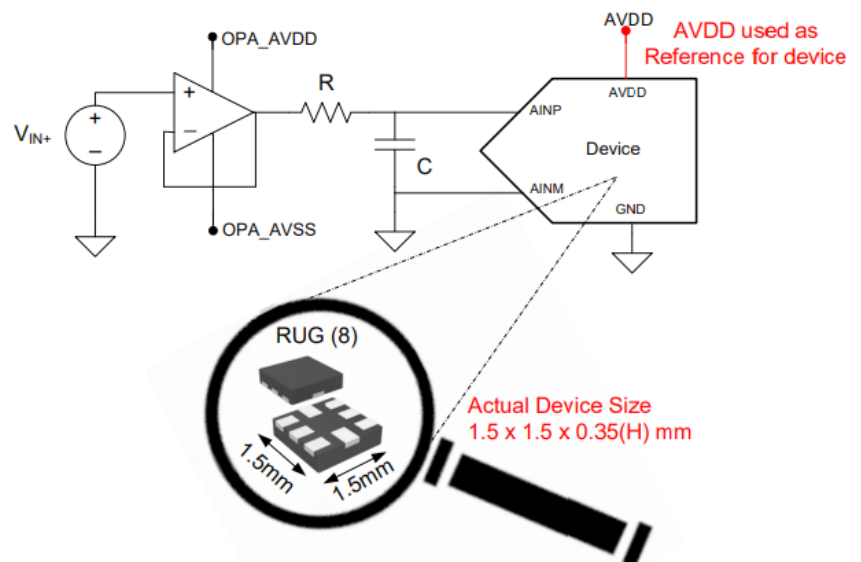 OPA_AVDD
AVDD
AVDD used as
Reference for device
R
AVDD
+
AINP
VIN+
+
−
−
Device
C
AINM
GND
OPA_AVSS
RUG (8)
Actual Device Size
1.5 x 1.5 x 0.35(H) mm
1.5mm
1.5mm